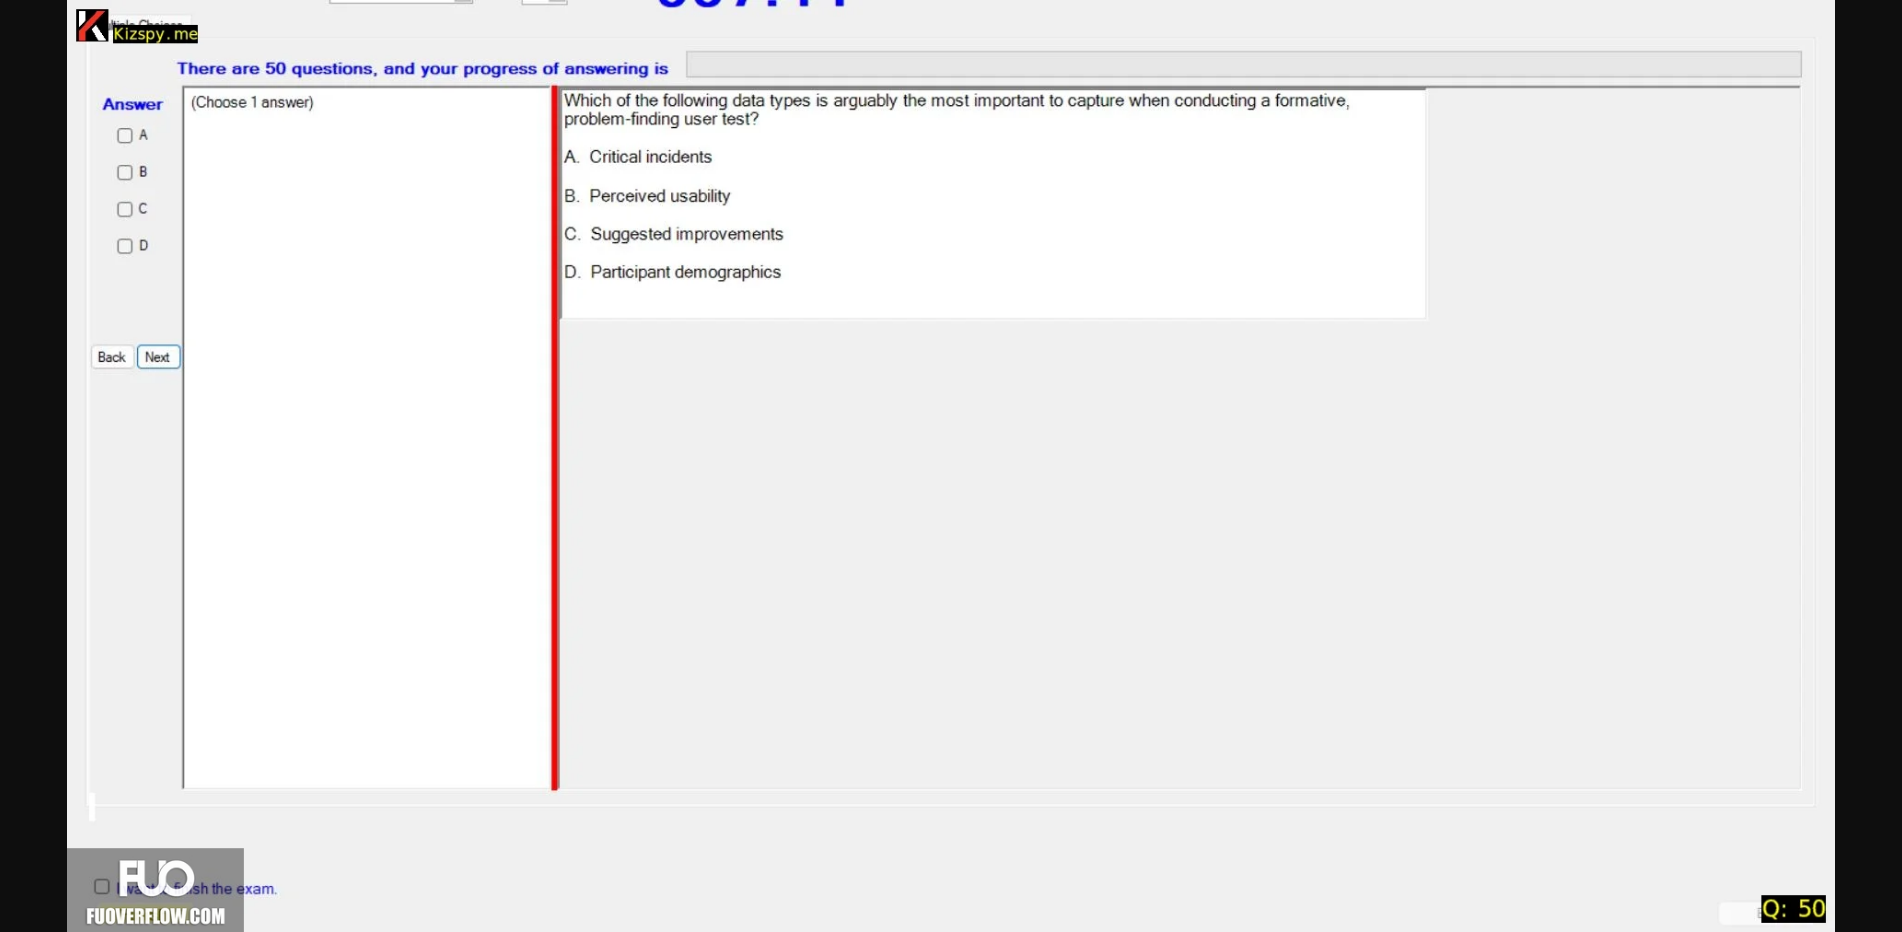 Kizspy.me
There are 50 questions, and your progress of answering is
Answer
(Choose 1 answer)
A
B
C
D
Back
Next
Which of the following data types is arguably the most important to capture when conducting a formative,
problem-finding user test?
A. Critical incidents
B. Perceived usability
C. Suggested improvements
D. Participant demographics
FUO
sh the exam.
FUOVERFLOW.COM
Q: 50